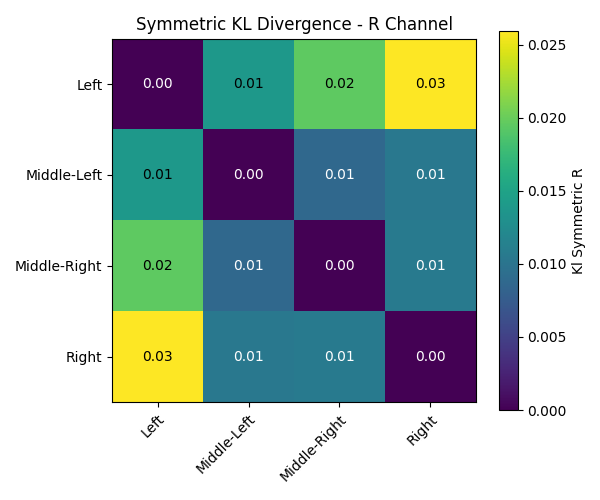 Symmetric KL Divergence - R Channel
Left 0.00 0.01 0.02 0.03
Middle-Left 0.01 0.00 0.01 0.01
Middle-Right 0.02 0.01 0.00 0.01
Right 0.03 0.01 0.01 0.00
Left Middle-Left Middle-Right Right
0.025
0.020
0.015
0.010
0.005
0.000
Kl Symmetric R